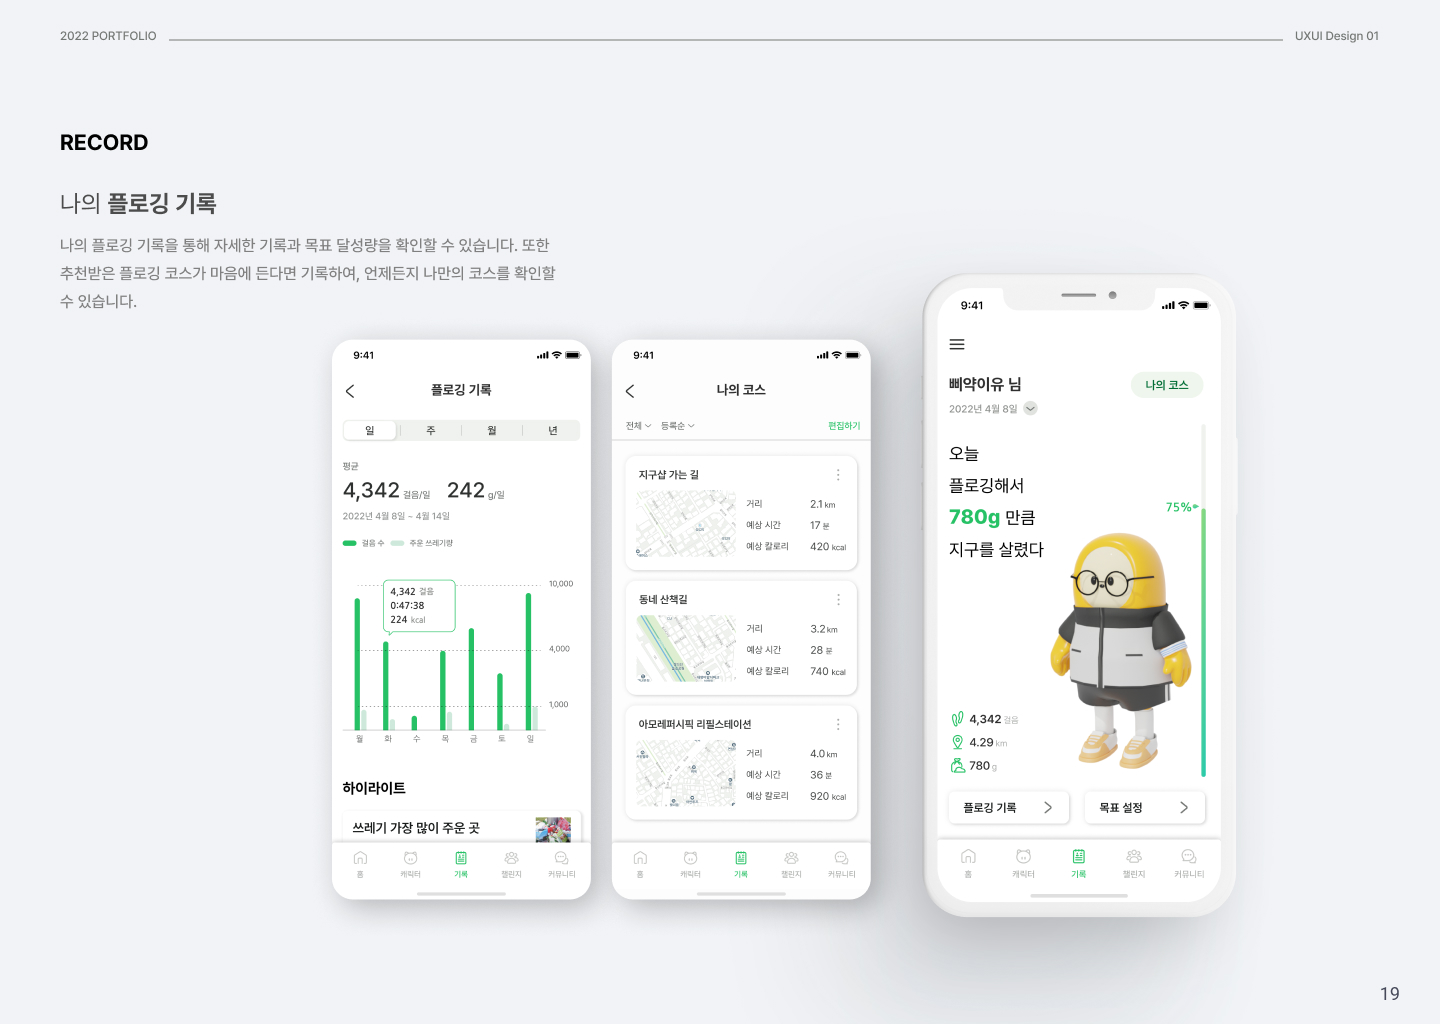 2022 PORTFOLIO
UXUI Design 01
RECORD
나의 플로깅 기록
나의 플로깅 기록을 통해 자세한 기록과 목표 달성량을 확인할 수 있습니다. 또한
추천받은 플로깅 코스가 마음에 든다면 기록하여, 언제든지 나만의 코스를 확인할
수 있습니다.
9:41
플로깅 기록
일 주 월 년
평균
4,342 걸음/일 242 g/일
2022년 4월 8일 ~ 4월 14일
걸음 수 주운 쓰레기량
10,000
4,342 걸음
0:47:38
224 kcal
4,000
1,000
월 화 수 목 금 토 일
하이라이트
쓰레기 가장 많이 주운 곳
홈 캐릭터 기록 챌린지 커뮤니티
9:41
나의 코스
전체 등록순 편집하기
지구샵 가는 길
거리 2.1 km
예상 시간 17 분
예상 칼로리 420 kcal
동네 산책길
거리 3.2 km
예상 시간 28 분
예상 칼로리 740 kcal
아모레퍼시픽 리필스테이션
거리 4.0 km
예상 시간 36 분
예상 칼로리 920 kcal
홈 캐릭터 기록 챌린지 커뮤니티
9:41
삐약이유 님
나의 코스
2022년 4월 8일
오늘
플로깅해서
780g 만큼
지구를 살렸다
75%
4,342 걸음
4.29 km
780 g
플로깅 기록
목표 설정
홈 캐릭터 기록 챌린지 커뮤니티
19